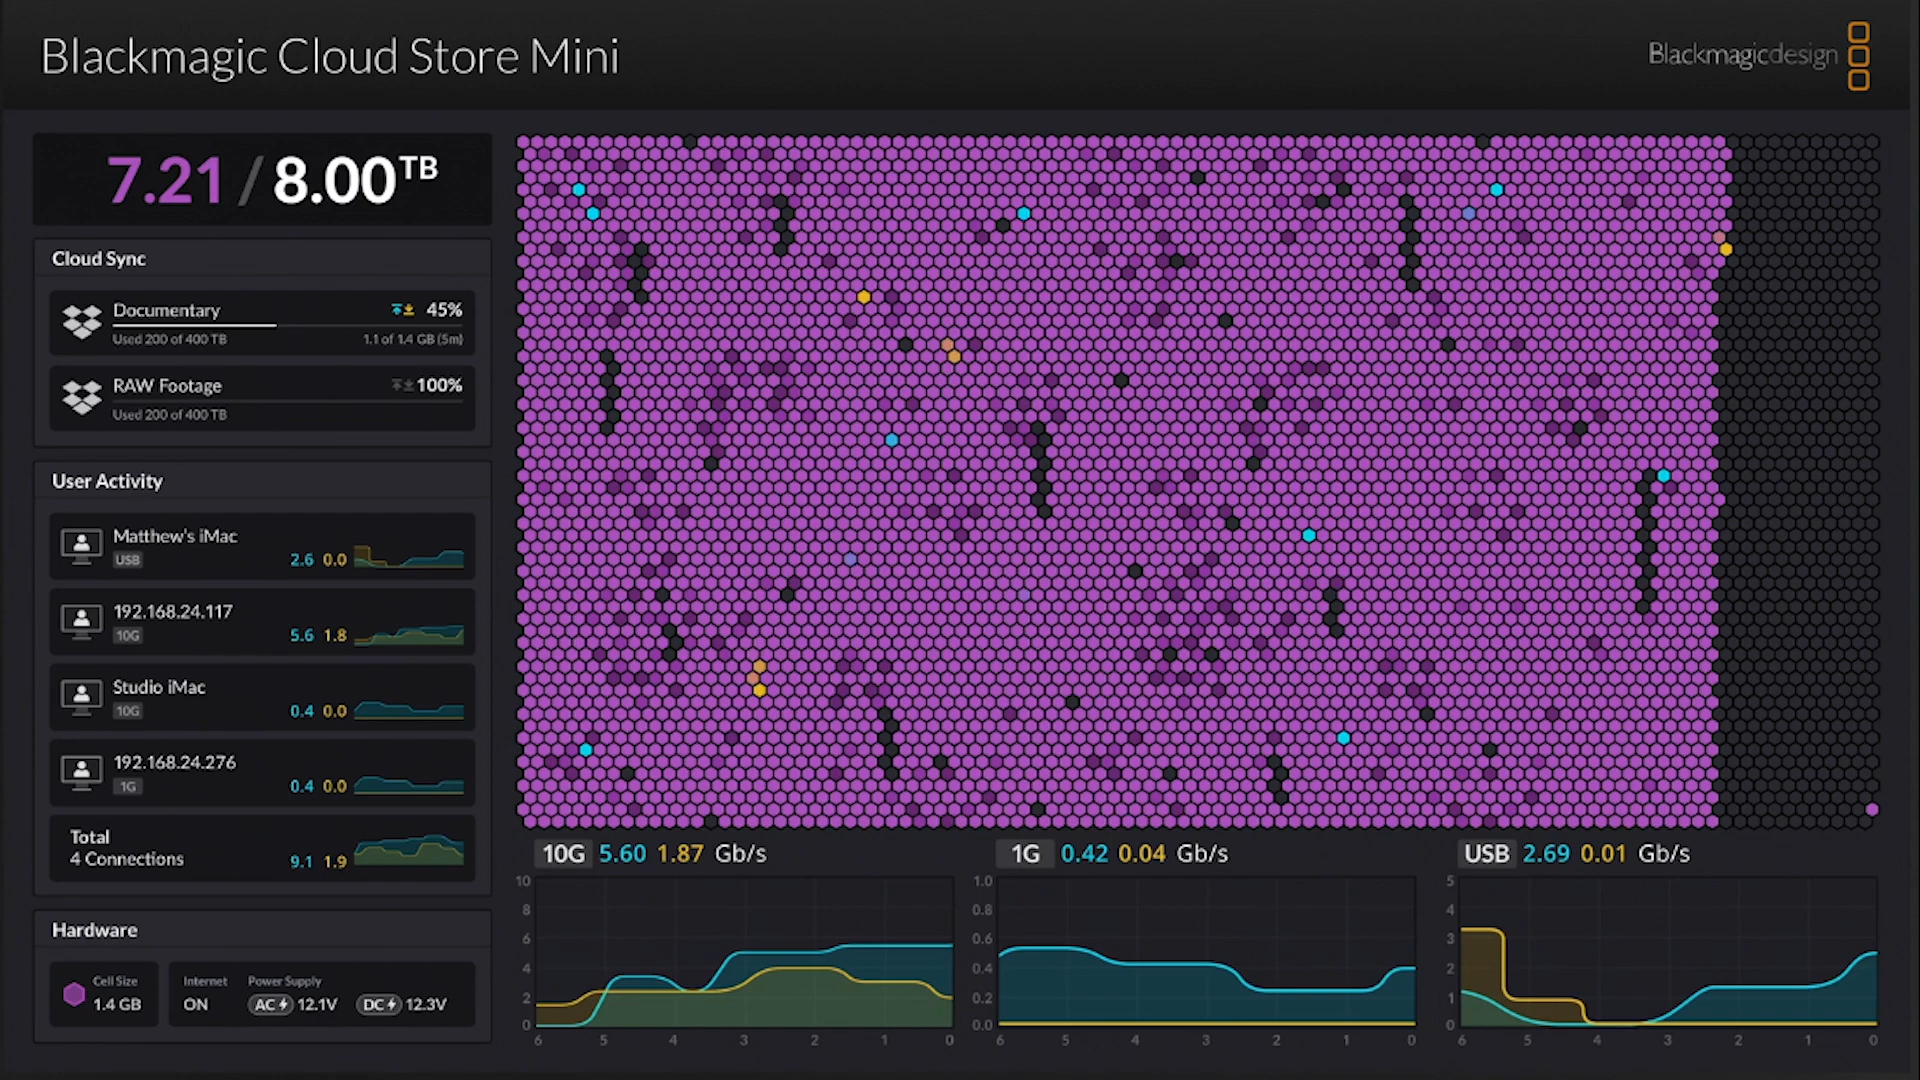 Blackmagic Cloud Store Mini
Blackmagicdesign
7.21 / 8.00 TB
Cloud Sync
Documentary 45%
Used 200 of 400 TB 1.1 of 1.4 GB (5m)
RAW Footage 100%
Used 200 of 400 TB
User Activity
Matthew's iMac
USB 2.6 0.0
192.168.24.117
10G 5.6 1.8
Studio iMac
10G 0.4 0.0
192.168.24.276
1G 0.4 0.0
Total
4 Connections 9.1 1.9
Hardware
Cell Size
1.4 GB
Internet
ON
Power Supply
AC 12.1V DC 12.3V
10G 5.60 1.87 Gb/s
10
8
6
4
2
0
6 5 4 3 2 1 0
1G 0.42 0.04 Gb/s
1.0
0.8
0.6
0.4
0.2
0.0
6 5 4 3 2 1 0
USB 2.69 0.01 Gb/s
5
4
3
2
1
0
6 5 4 3 2 1 0